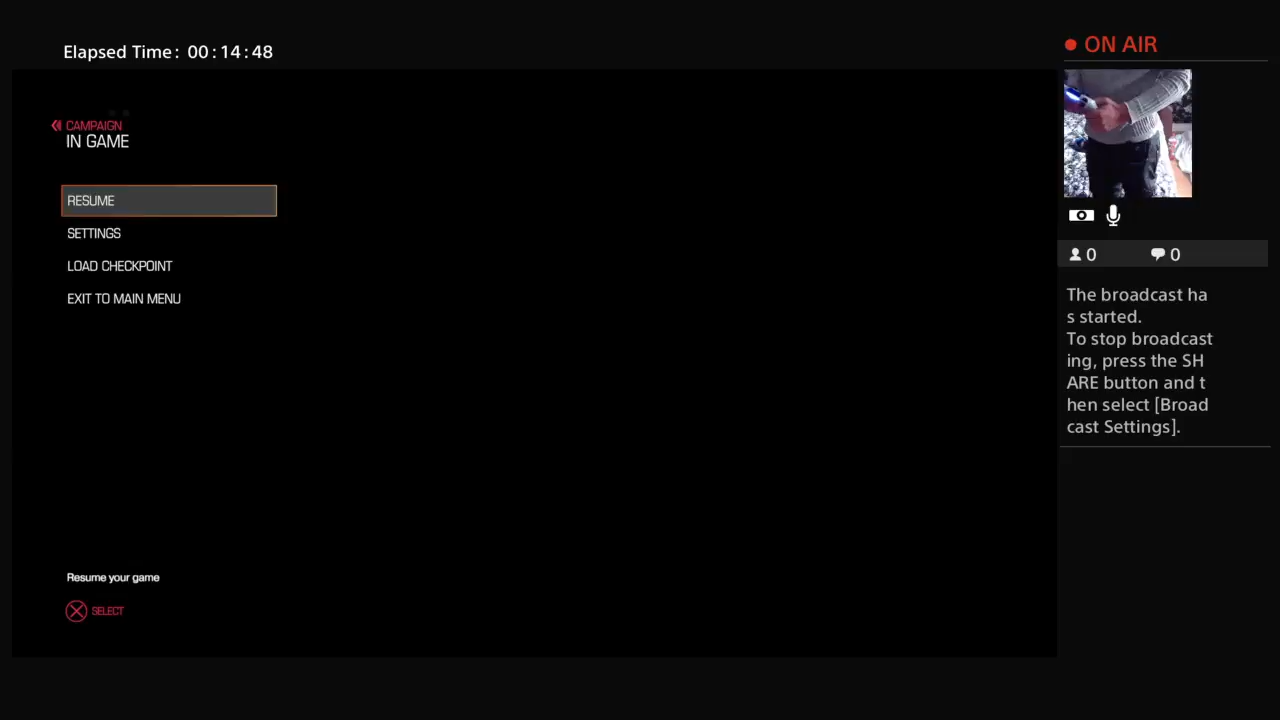 Elapsed Time: 00:14:48
ON AIR
CAMPAIGN
IN GAME
RESUME
SETTINGS
LOAD CHECKPOINT
EXIT TO MAIN MENU
Resume your game
SELECT
0 0
The broadcast ha
s started.
To stop broadcast
ing, press the SH
ARE button and t
hen select [Broad
cast Settings].